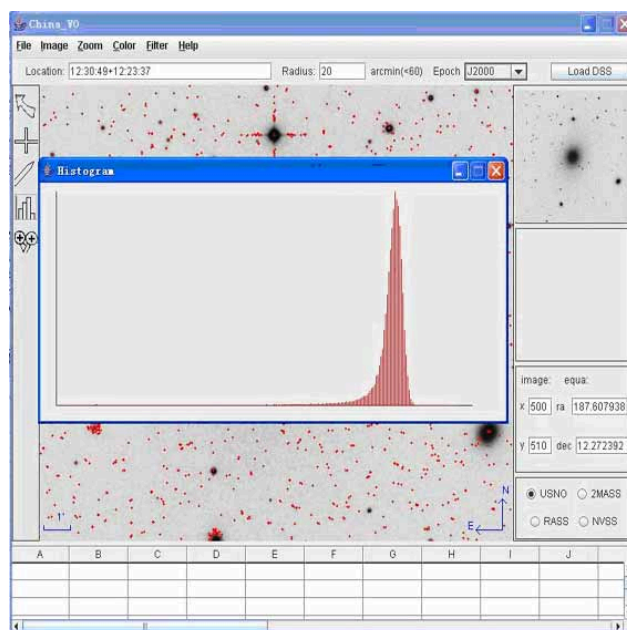 China_VO
File Image Zoom Color Filter Help
Location: 12:30:49+12:23:37 Radius: 20 arcmin(<60) Epoch J2000 Load DSS
Histogram
image: equa:
x 500 ra 187.607938
y 510 dec 12.272392
USNO 2MASS
RASS NVSS
1'
N
E
A B C D E F G H I J